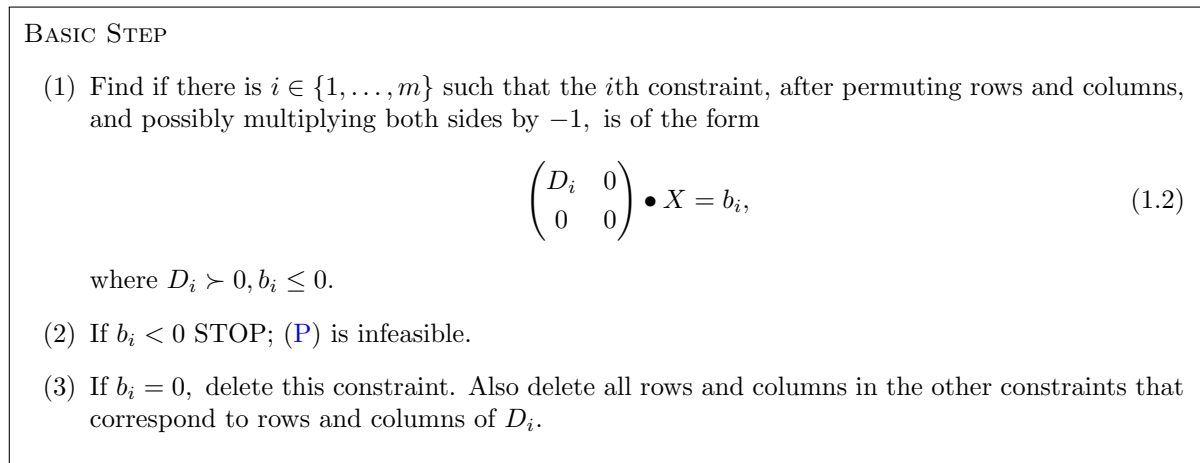 BASIC STEP
(1) Find if there is i ∈ {1, . . . , m} such that the ith constraint, after permuting rows and columns,
and possibly multiplying both sides by −1, is of the form
( D_i 0
0 0 ) • X = b_i, (1.2)
where D_i ≻ 0, b_i ≤ 0.
(2) If b_i < 0 STOP; (P) is infeasible.
(3) If b_i = 0, delete this constraint. Also delete all rows and columns in the other constraints that
correspond to rows and columns of D_i.